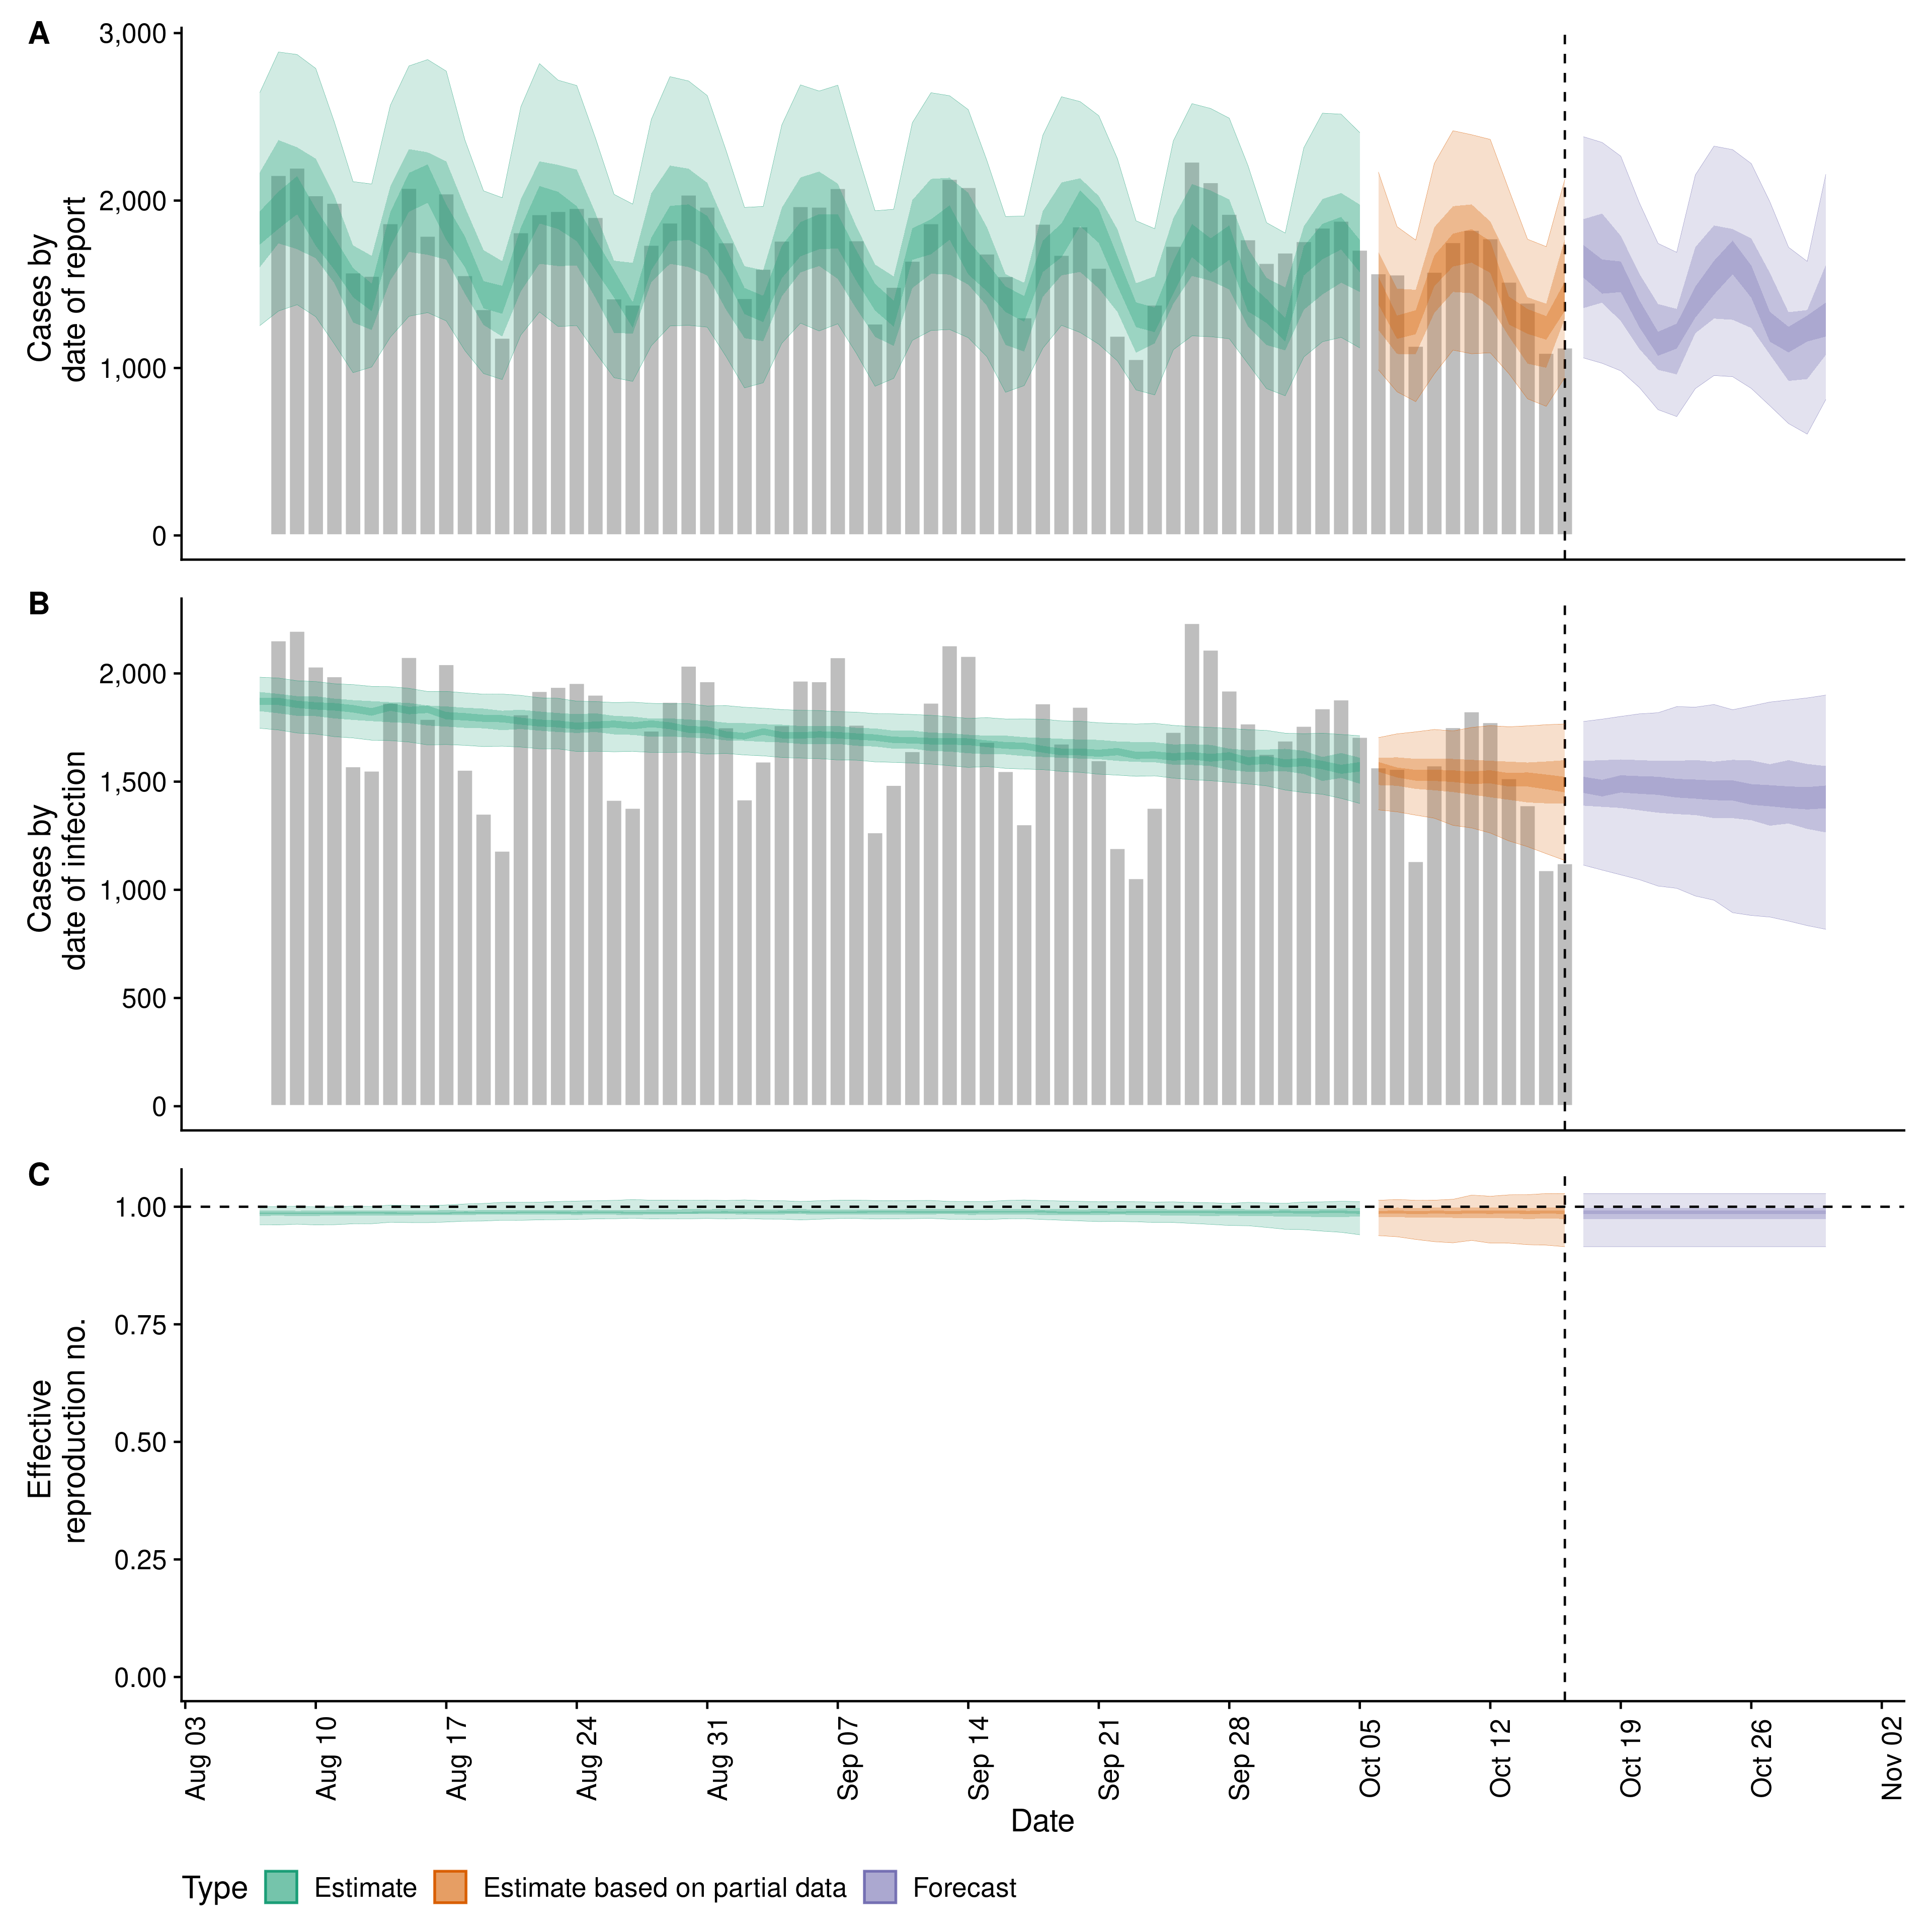 A
3,000
2,000
1,000
0
Cases by
date of report
B
2,000
1,500
1,000
500
0
Cases by
date of infection
C
1.00
0.75
0.50
0.25
0.00
Effective
reproduction no.
Aug 03
Aug 10
Aug 17
Aug 24
Aug 31
Sep 07
Sep 14
Sep 21
Sep 28
Oct 05
Oct 12
Oct 19
Oct 26
Nov 02
Date
Type Estimate Estimate based on partial data Forecast